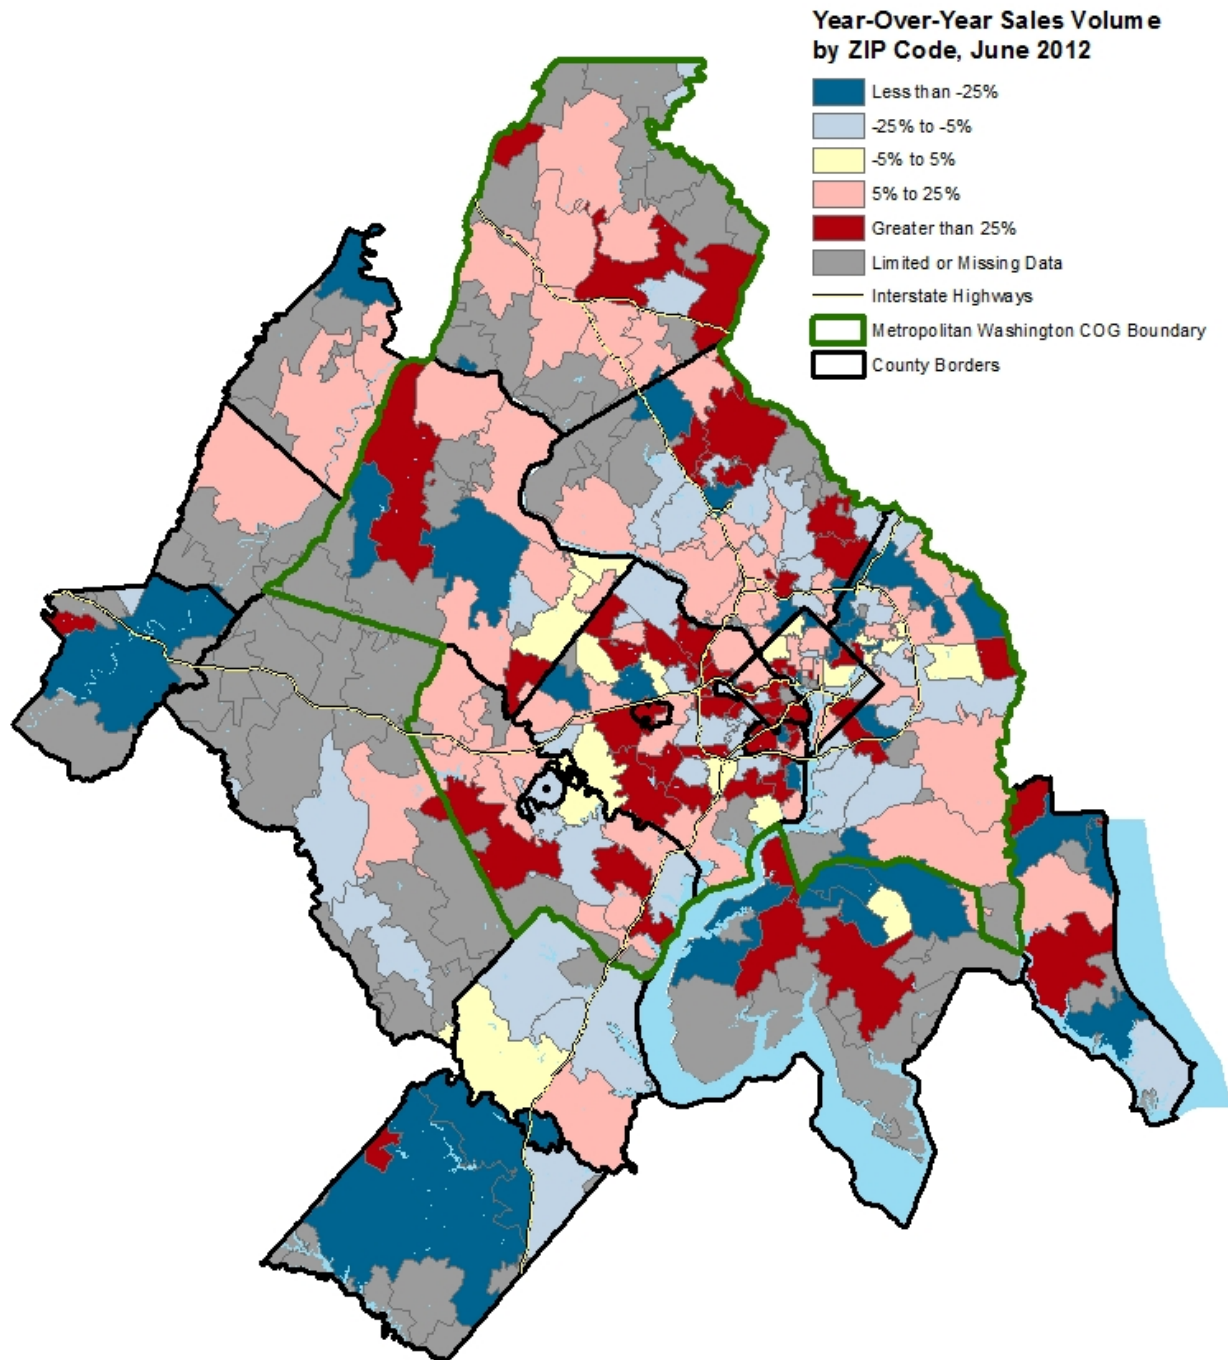 Year-Over-Year Sales Volume
by ZIP Code, June 2012
Less than -25%
-25% to -5%
-5% to 5%
5% to 25%
Greater than 25%
Limited or Missing Data
Interstate Highways
Metropolitan Washington COG Boundary
County Borders